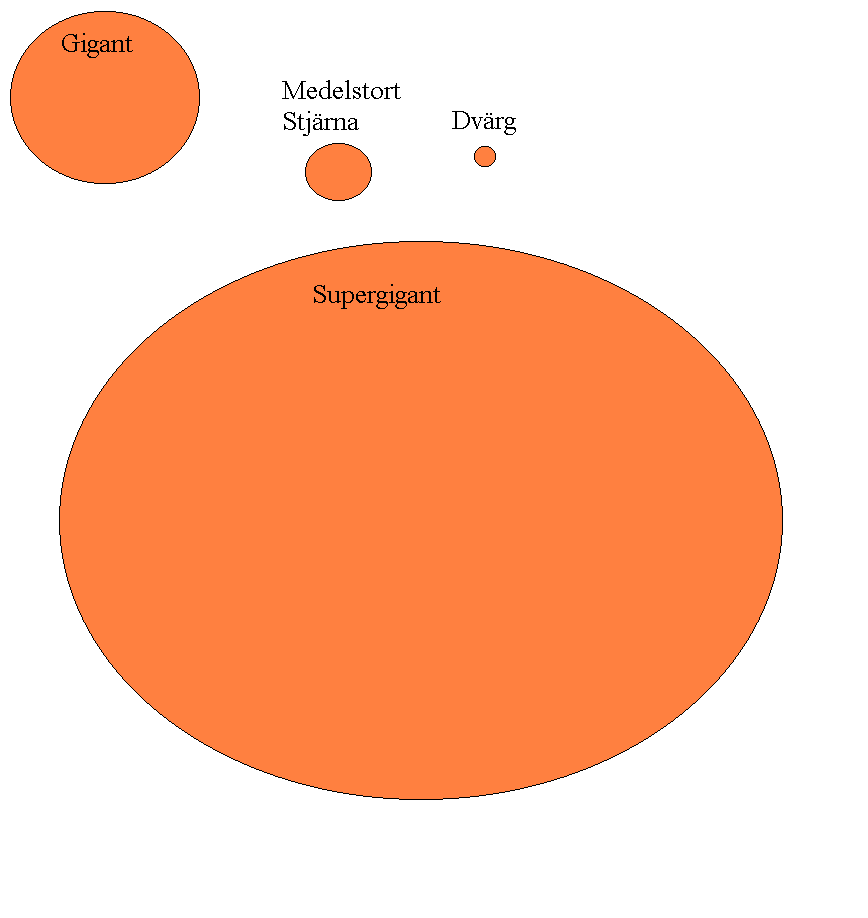 Gigant
Medelstort
Stjärna
Dvärg
Supergigant